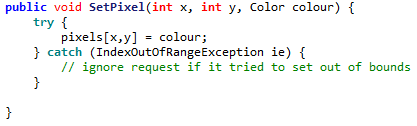 public void SetPixel(int x, int y, Color colour) {
    try {
        pixels[x,y] = colour;
    } catch (IndexOutOfRangeException ie) {
        // ignore request if it tried to set out of bounds
    }
}